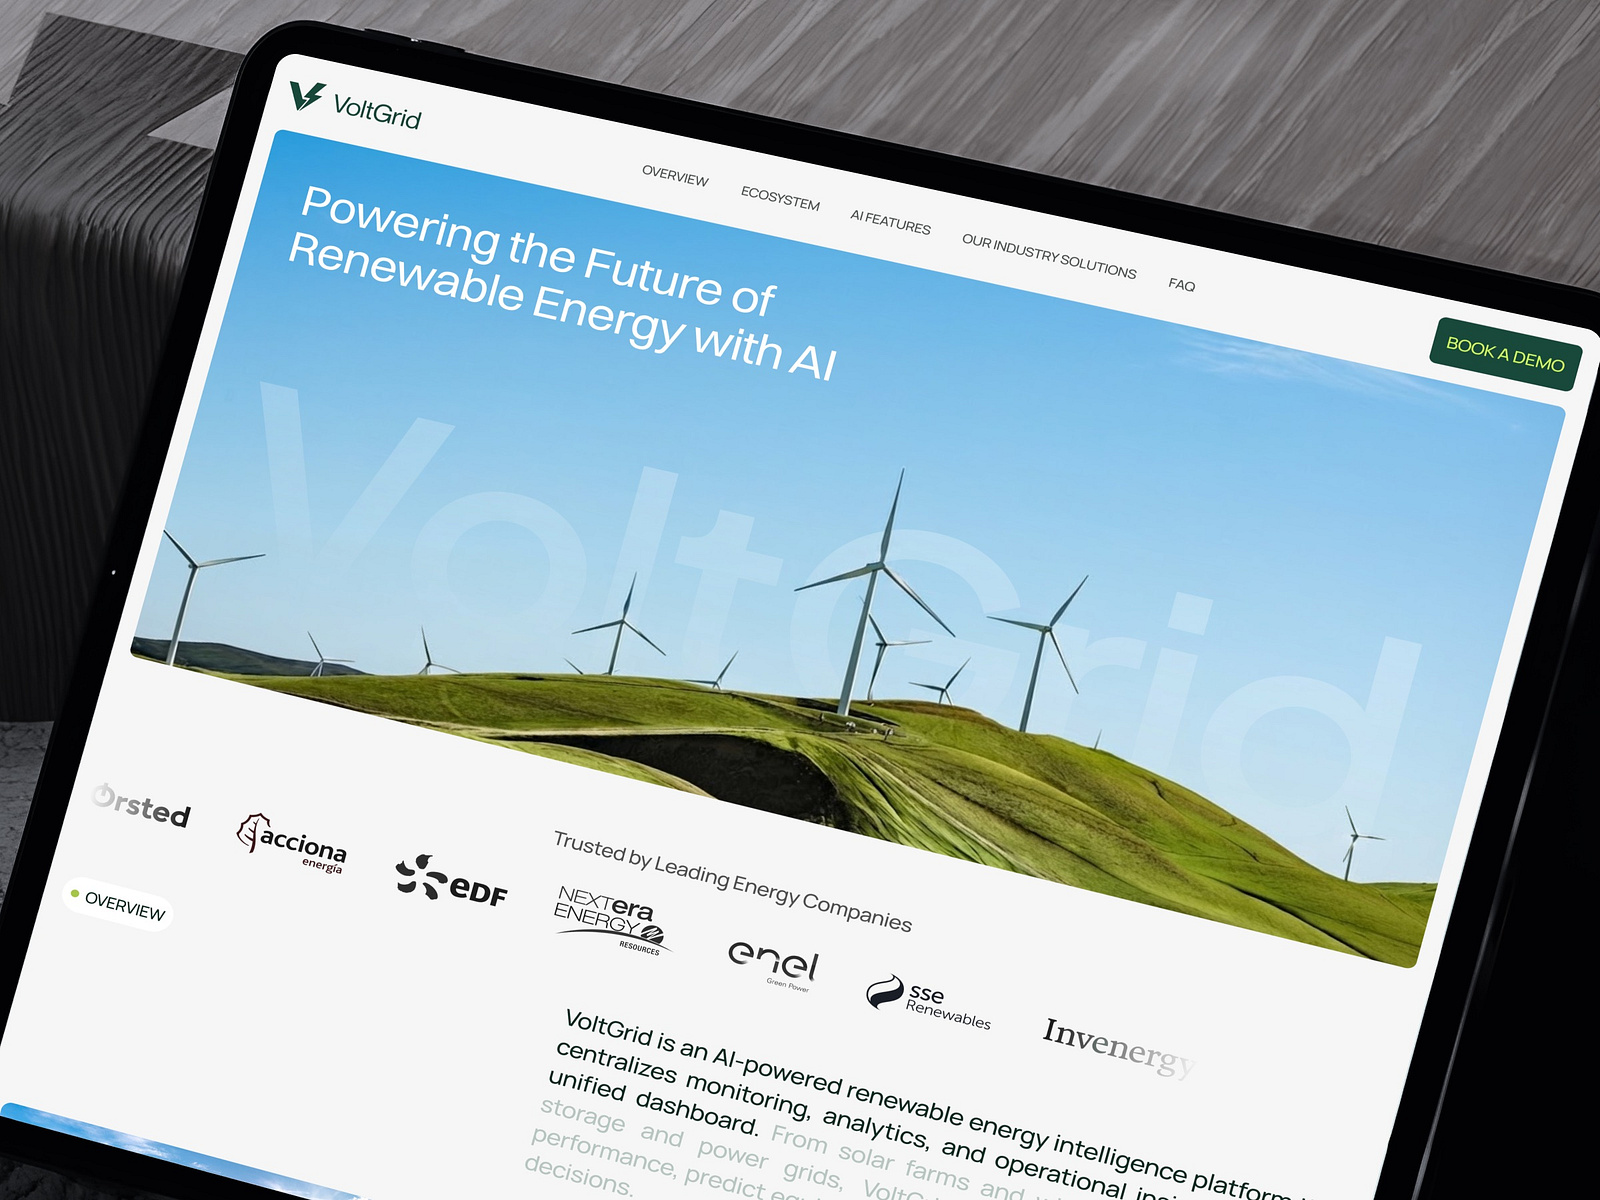 VoltGrid
OVERVIEW
ECOSYSTEM
AI FEATURES
OUR INDUSTRY SOLUTIONS
FAQ
BOOK A DEMO
Powering the Future of
Renewable Energy with AI
VoltGrid
Trusted by Leading Energy Companies
Ørsted
acciona
energía
eDF
NEXTera
ENERGY
RESOURCES
enel
Green Power
sse
Renewables
Invenergy
OVERVIEW
VoltGrid is an AI-powered renewable energy intelligence platform
centralizes monitoring, analytics, and operational
unified dashboard. From solar farms and
storage and power grids,
performance, predict
decisions.